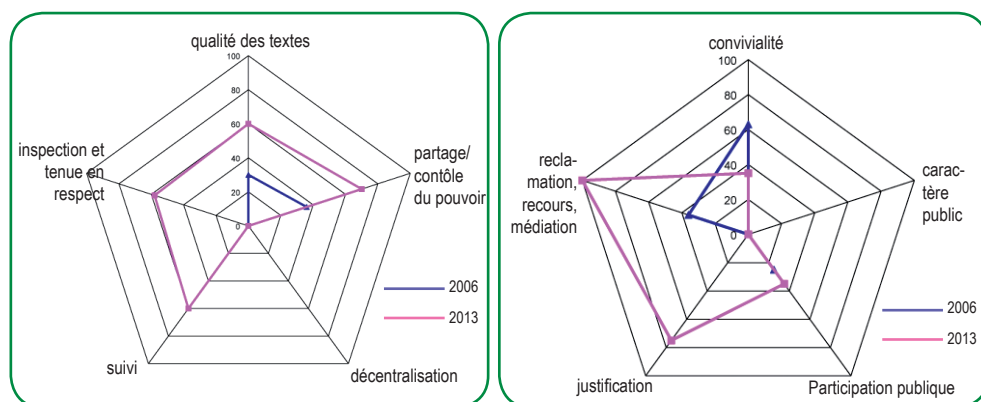 qualité des textes
100
80
60
40
20
0
inspection et
tenue en
respect
partage/
contôle
du pouvoir
2006
2013
suivi
décentralisation
convivialité
100
80
60
40
20
0
recla-
mation,
recours,
médiation
carac-
tère
public
2006
2013
justification
Participation publique